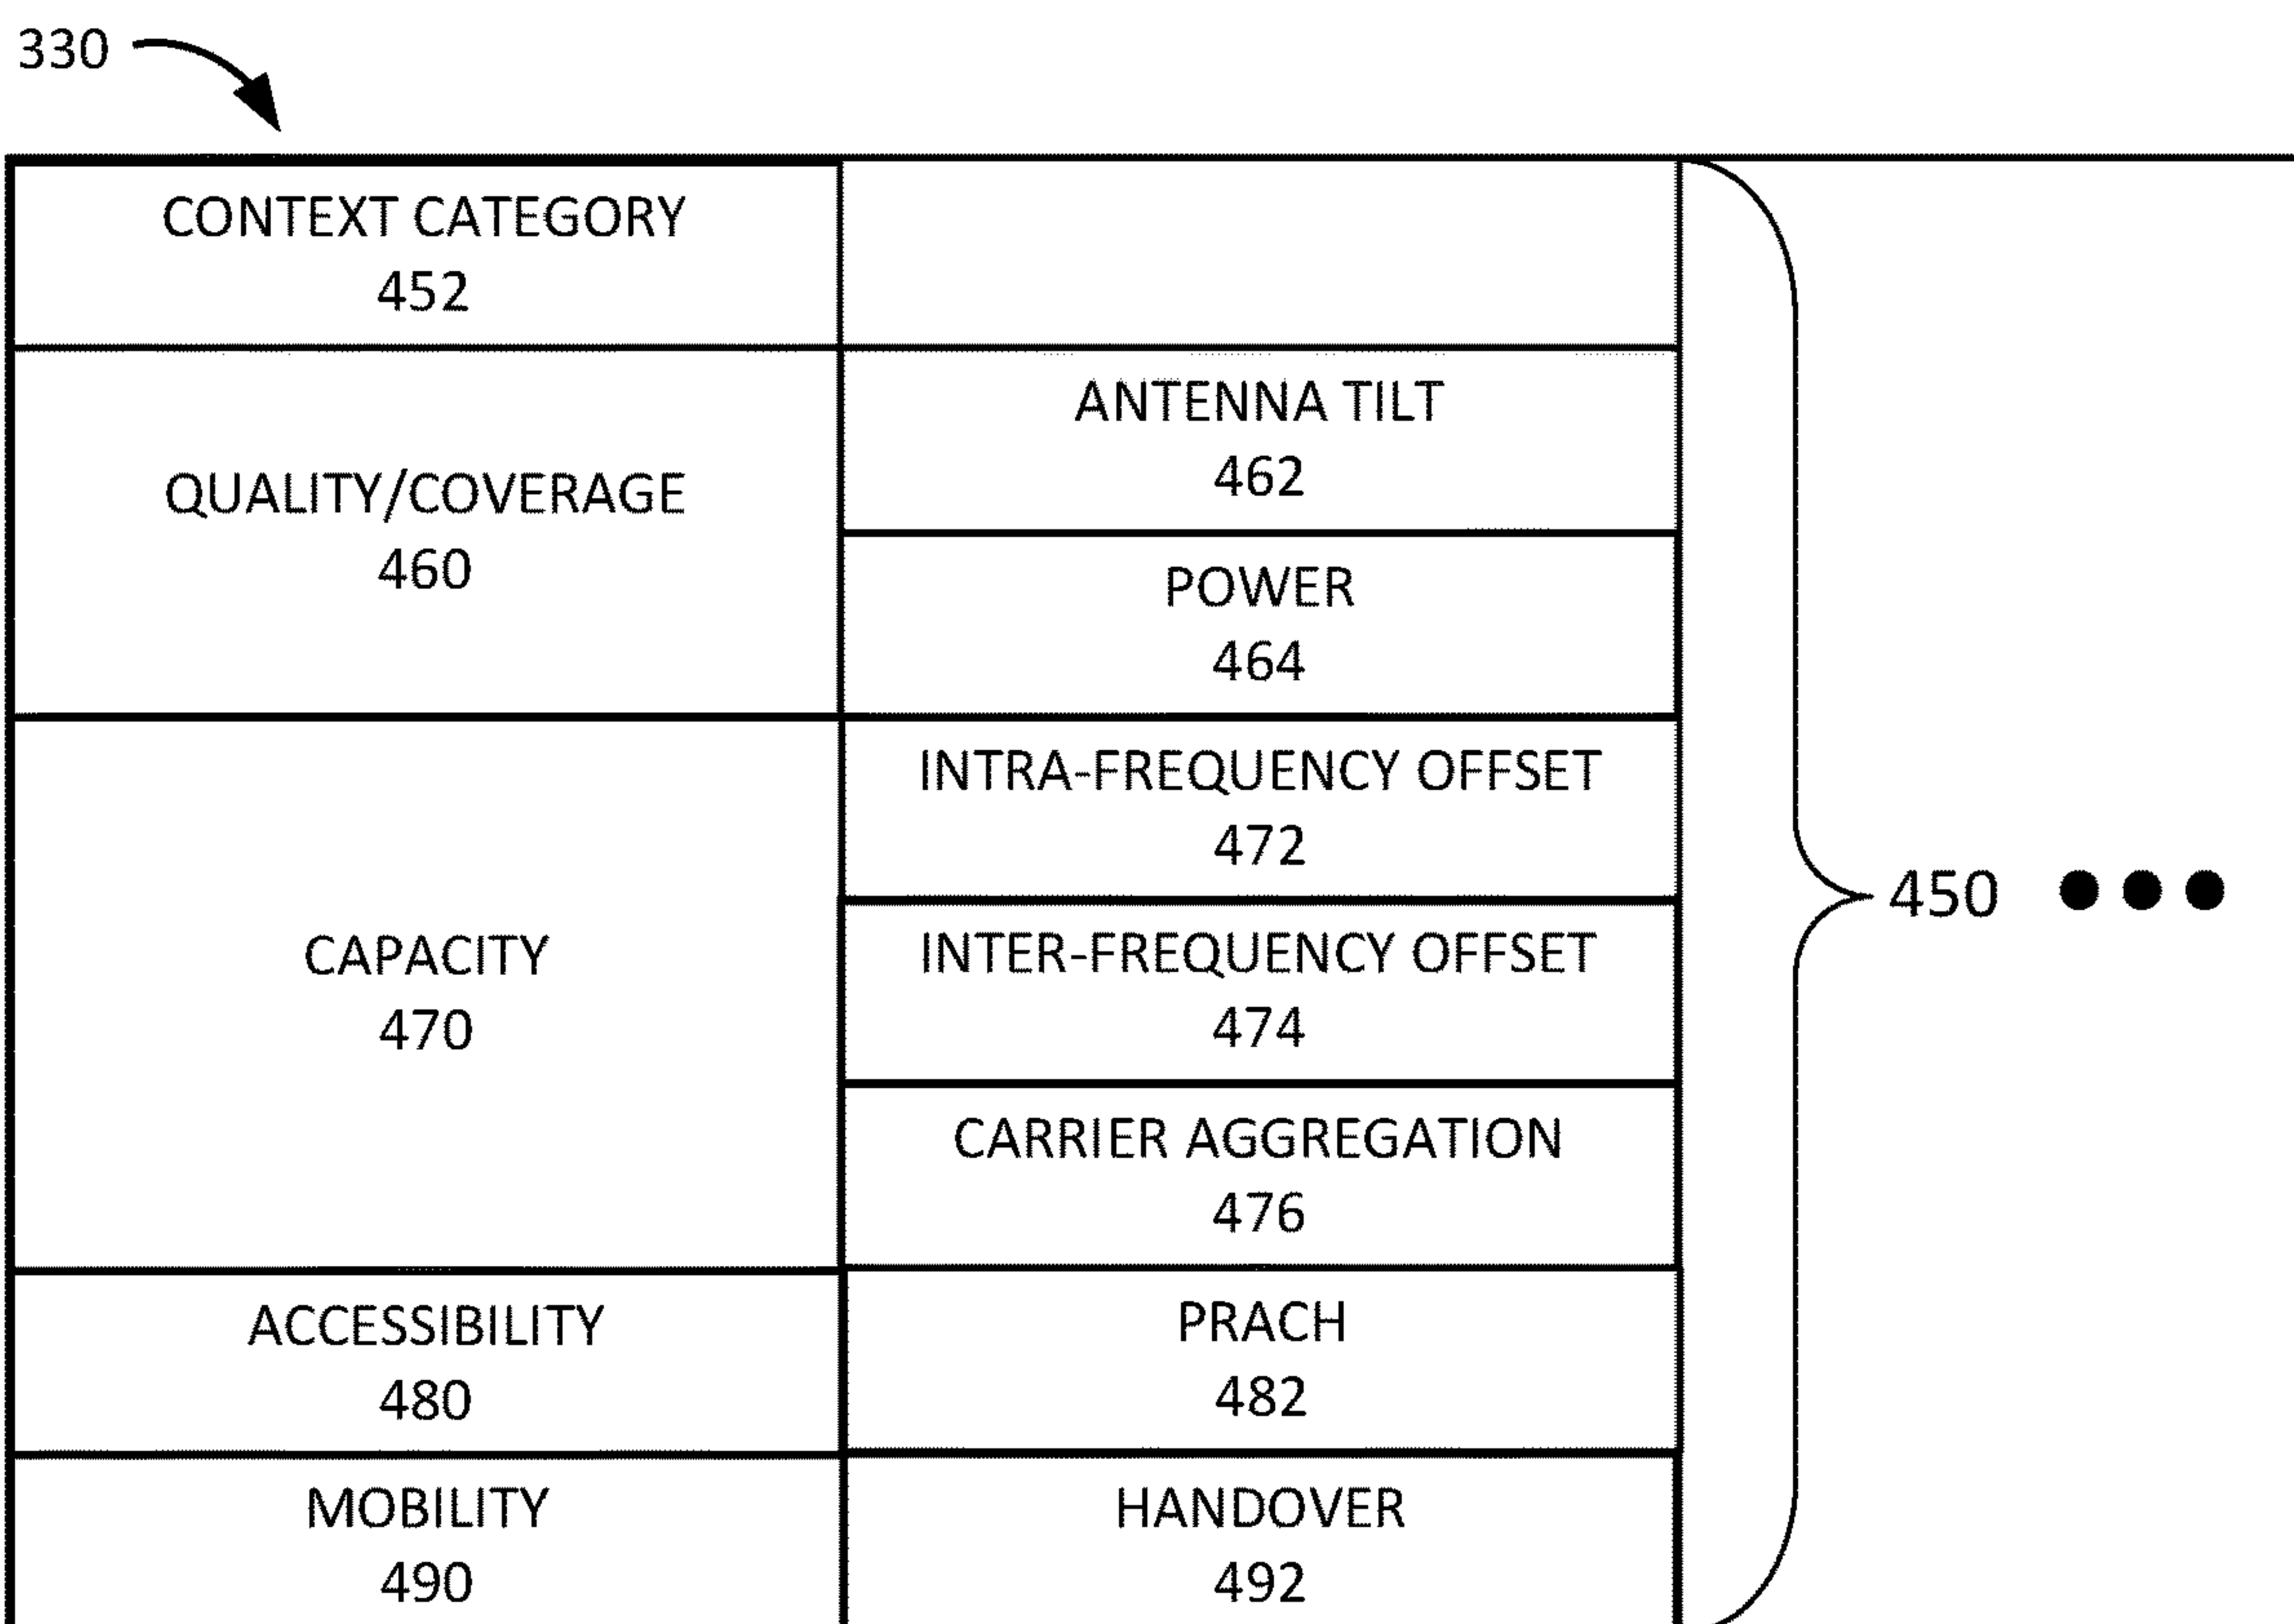 330
CONTEXT CATEGORY
452
QUALITY/COVERAGE
460
ANTENNA TILT
462
POWER
464
CAPACITY
470
INTRA-FREQUENCY OFFSET
472
INTER-FREQUENCY OFFSET
474
CARRIER AGGREGATION
476
ACCESSIBILITY
480
PRACH
482
MOBILITY
490
HANDOVER
492
450